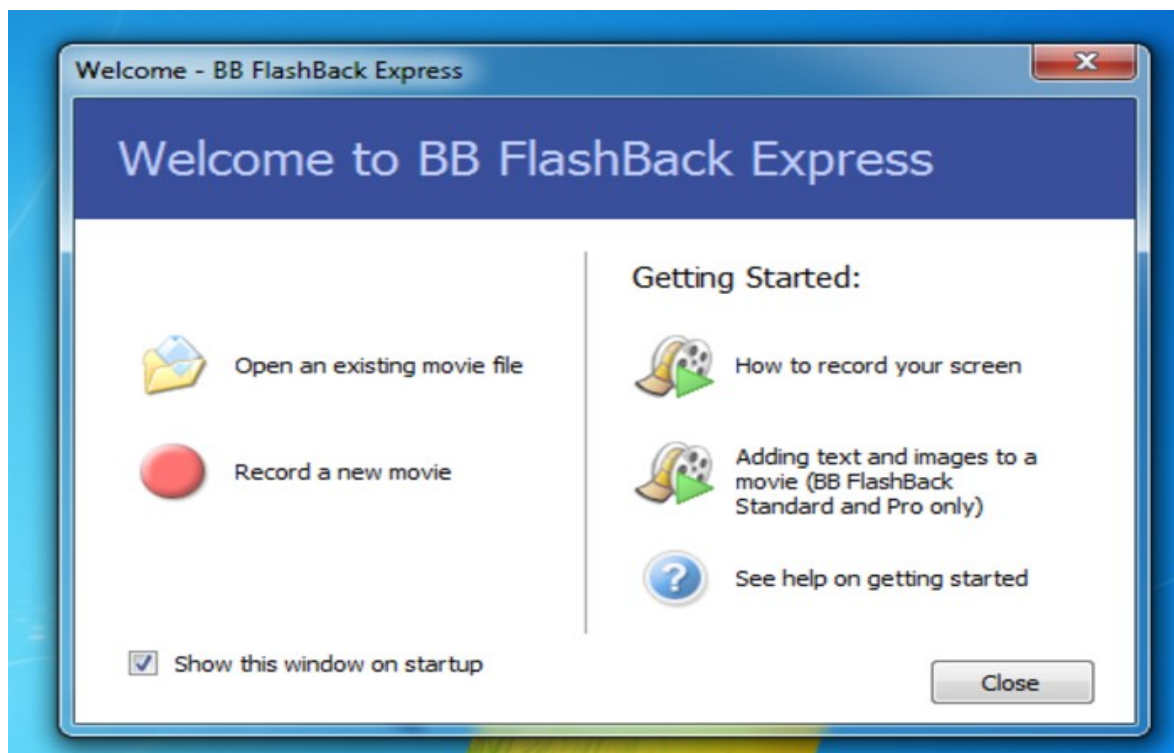 Welcome - BB FlashBack Express
Welcome to BB FlashBack Express
Open an existing movie file
Record a new movie
Getting Started:
How to record your screen
Adding text and images to a
movie (BB FlashBack
Standard and Pro only)
See help on getting started
Show this window on startup
Close